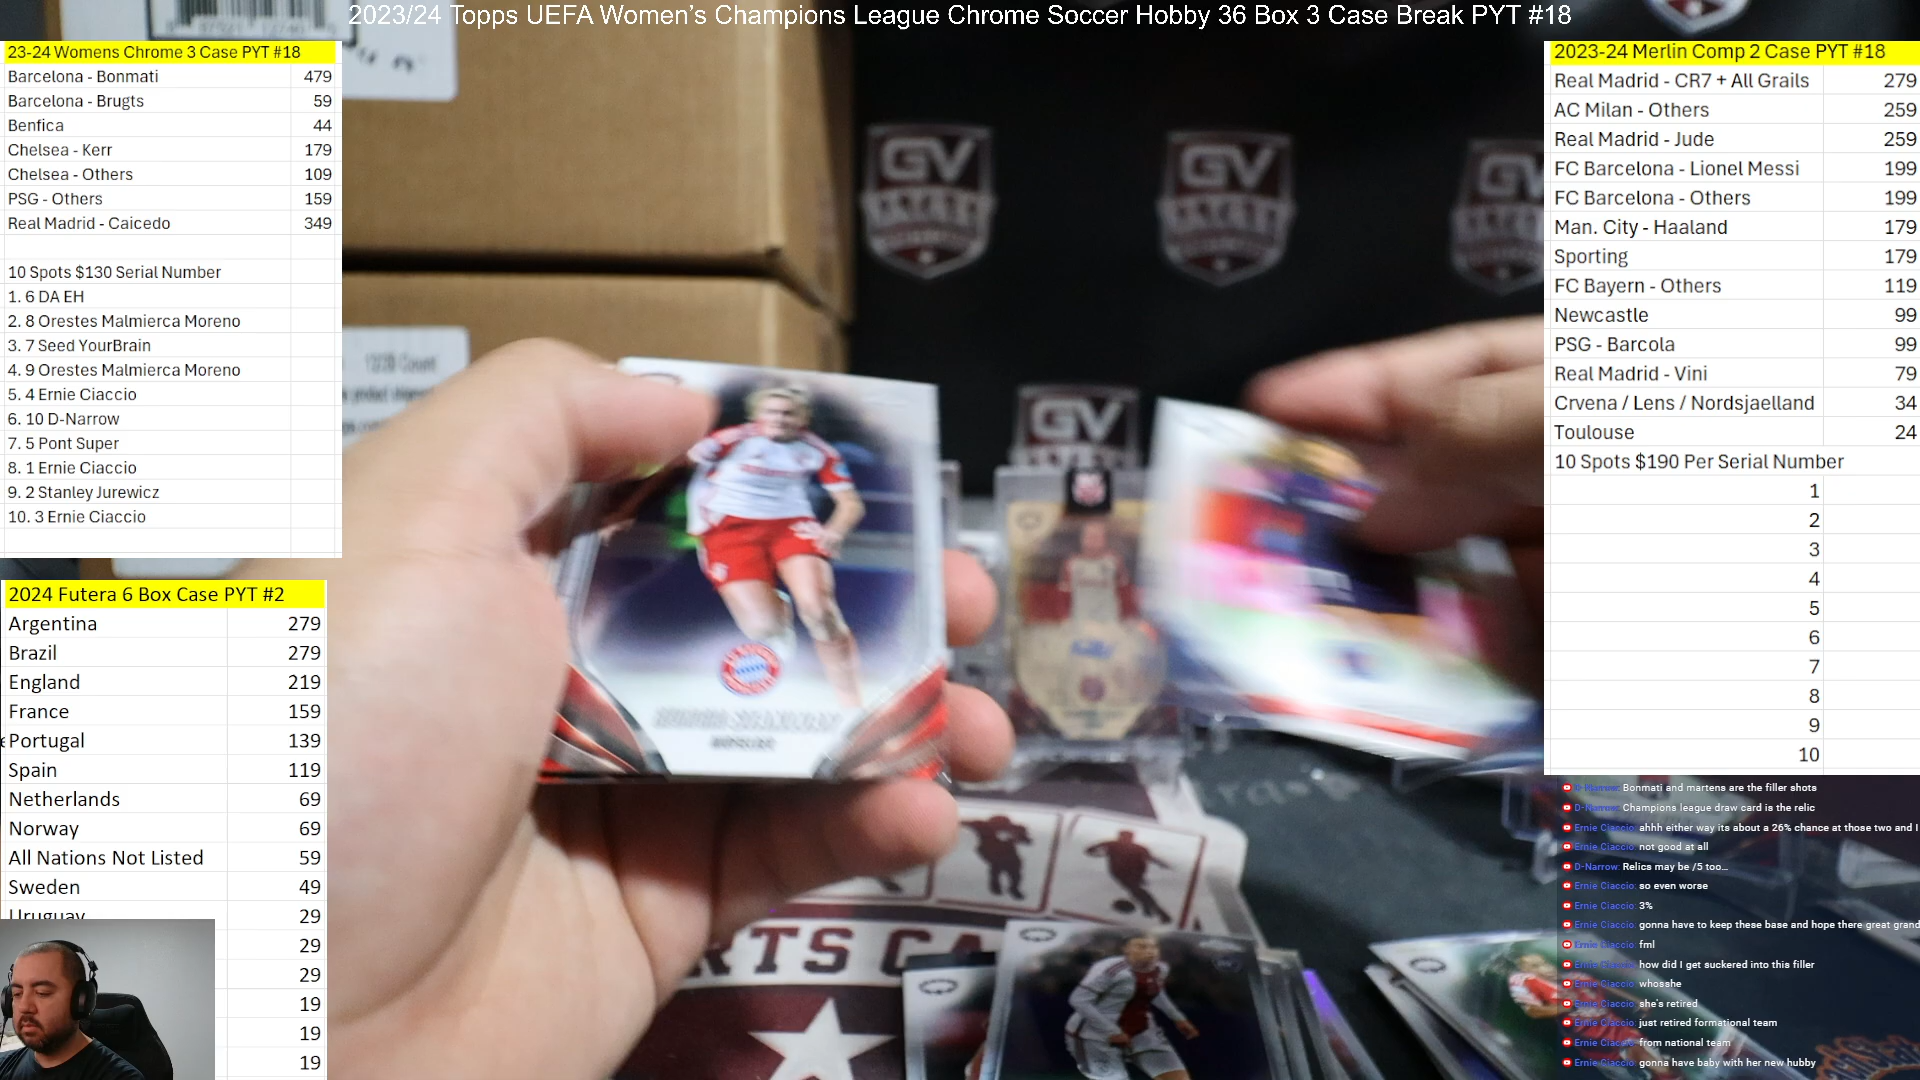 2023/24 Topps UEFA Women's Champions League Chrome Soccer Hobby 36 Box 3 Case Break PYT #18
23-24 Womens Chrome 3 Case PYT #18
Barcelona - Bonmati 479
Barcelona - Brugts 59
Benfica 44
Chelsea - Kerr 179
Chelsea - Others 109
PSG - Others 159
Real Madrid - Caicedo 349
10 Spots $130 Serial Number
1. 6 DA EH
2. 8 Orestes Malmierca Moreno
3. 7 Seed YourBrain
4. 9 Orestes Malmierca Moreno
5. 4 Ernie Ciaccio
6. 10 D-Narrow
7. 5 Pont Super
8. 1 Ernie Ciaccio
9. 2 Stanley Jurewicz
10. 3 Ernie Ciaccio
2024 Futera 6 Box Case PYT #2
Argentina 279
Brazil 279
England 219
France 159
Portugal 139
Spain 119
Netherlands 69
Norway 69
All Nations Not Listed 59
Sweden 49
Uruguay 29
29
29
19
19
19
GV
GV
GV
GV
RTS CA
2023-24 Merlin Comp 2 Case PYT #18
Real Madrid - CR7 + All Grails 279
AC Milan - Others 259
Real Madrid - Jude 259
FC Barcelona - Lionel Messi 199
FC Barcelona - Others 199
Man. City - Haaland 179
Sporting 179
FC Bayern - Others 119
Newcastle 99
PSG - Barcola 99
Real Madrid - Vini 79
Crvena / Lens / Nordsjaelland 34
Toulouse 24
10 Spots $190 Per Serial Number
1
2
3
4
5
6
7
8
9
10
D-Narrow: Bonmati and martens are the filler shots
D-Narrow: Champions league draw card is the relic
Ernie Ciaccio: ahhh either way its about a 26% chance at those two and I
Ernie Ciaccio: not good at all
D-Narrow: Relics may be /5 too...
Ernie Ciaccio: so even worse
Ernie Ciaccio: 3%
Ernie Ciaccio: gonna have to keep these base and hope there great grand
Ernie Ciaccio: fml
Ernie Ciaccio: how did I get suckered into this filler
Ernie Ciaccio: whosshe
Ernie Ciaccio: she's retired
Ernie Ciaccio: just retired formational team
Ernie Ciaccio: from national team
Ernie Ciaccio: gonna have baby with her new hubby